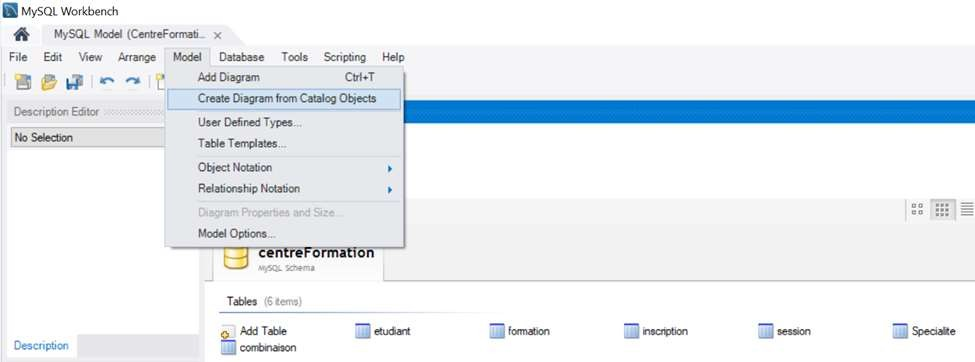 MySQL Workbench
MySQL Model (CentreFormati...
File Edit View Arrange Model Database Tools Scripting Help
Add Diagram Ctrl+T
Create Diagram from Catalog Objects
User Defined Types...
Table Templates...
Object Notation
Relationship Notation
Diagram Properties and Size...
Model Options...
Description Editor
No Selection
centreFormation
MySQL Schema
Tables (6 items)
Add Table etudiant formation inscription session Specialite
combinaison
Description